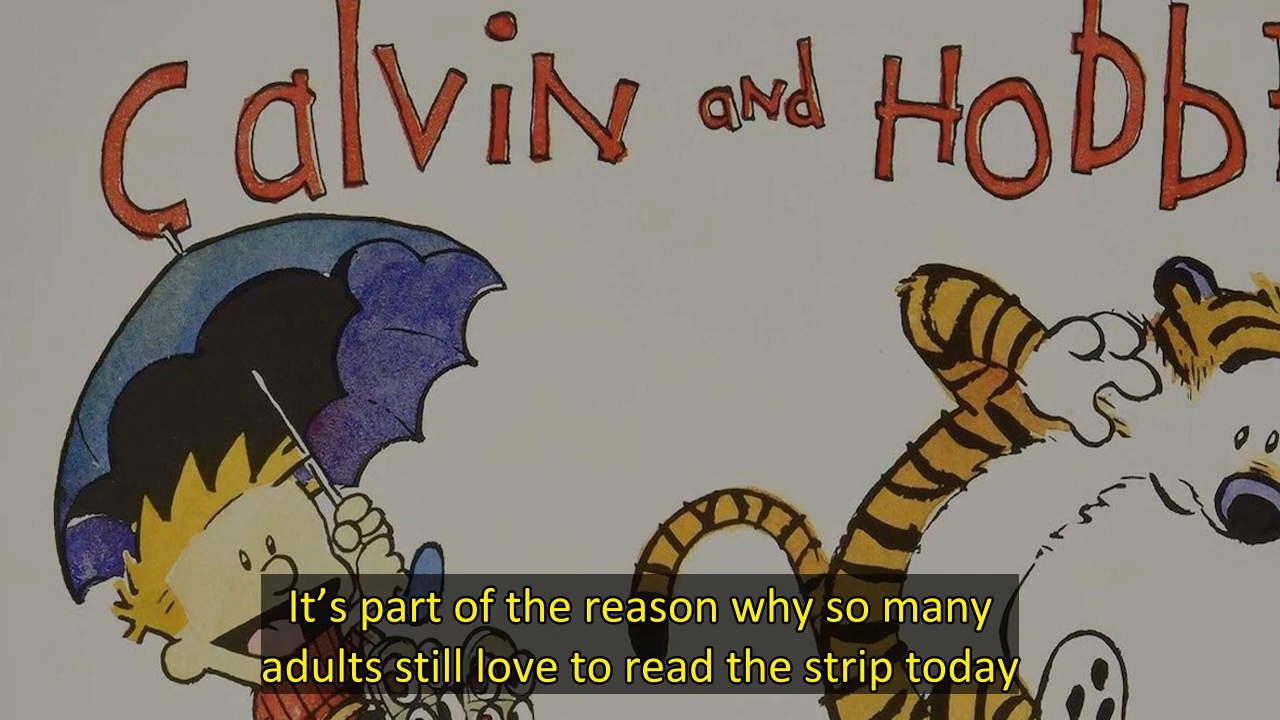 Calvin and Hobb
It’s part of the reason why so many
adults still love to read the strip today